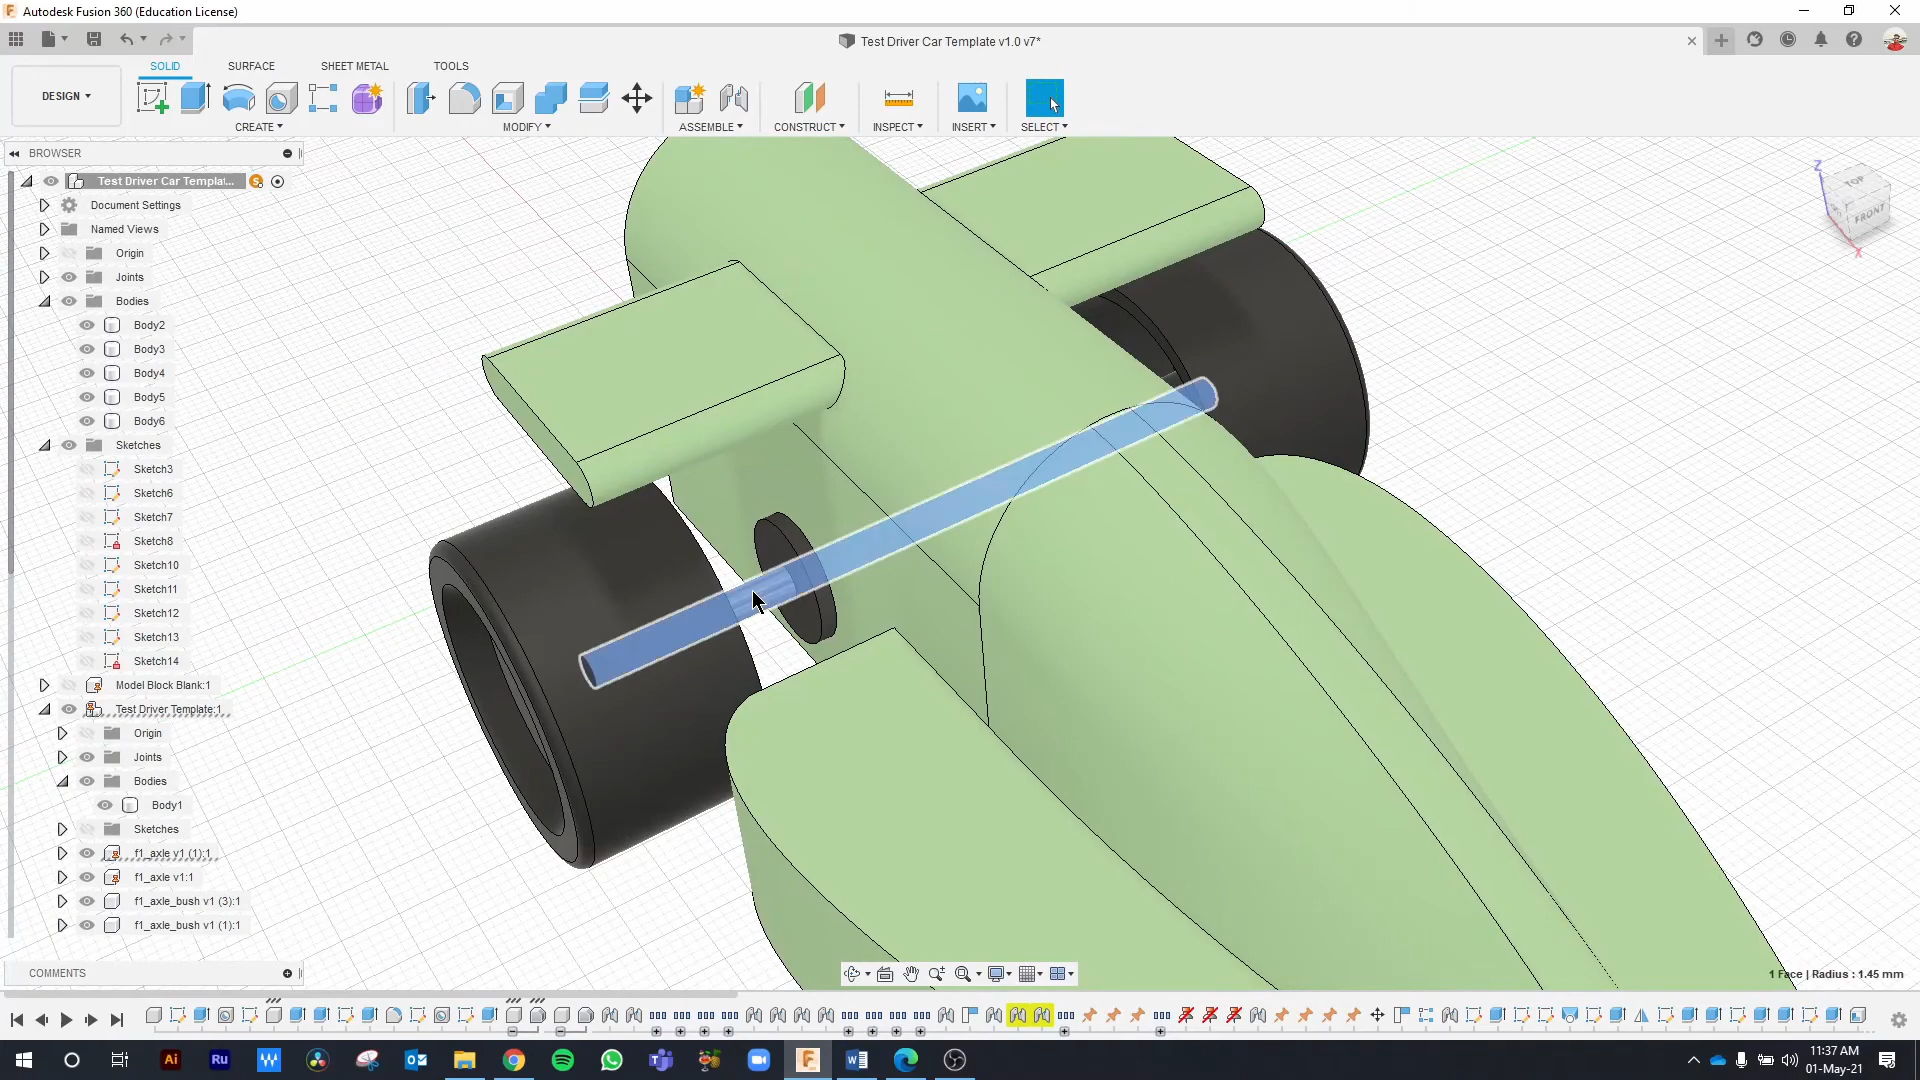 Autodesk Fusion 360 (Education License)
Test Driver Car Template v1.0 v7*
DESIGN
SOLID
SURFACE
SHEET METAL
TOOLS
CREATE
MODIFY
ASSEMBLE
CONSTRUCT
INSPECT
INSERT
SELECT
BROWSER
Test Driver Car Templat...
Document Settings
Named Views
Origin
Joints
Bodies
Body2
Body3
Body4
Body5
Body6
Sketches
Sketch3
Sketch6
Sketch7
Sketch8
Sketch10
Sketch11
Sketch12
Sketch13
Sketch14
Model Block Blank:1
Test Driver Template:1
Origin
Joints
Bodies
Body1
Sketches
f1_axle v1 (1):1
f1_axle v1:1
f1_axle_bush v1 (3):1
f1_axle_bush v1 (1):1
COMMENTS
Z
TOP
FRONT
X
1 Face | Radius : 1.45 mm
Ai
Ru
11:37 AM
01-May-21